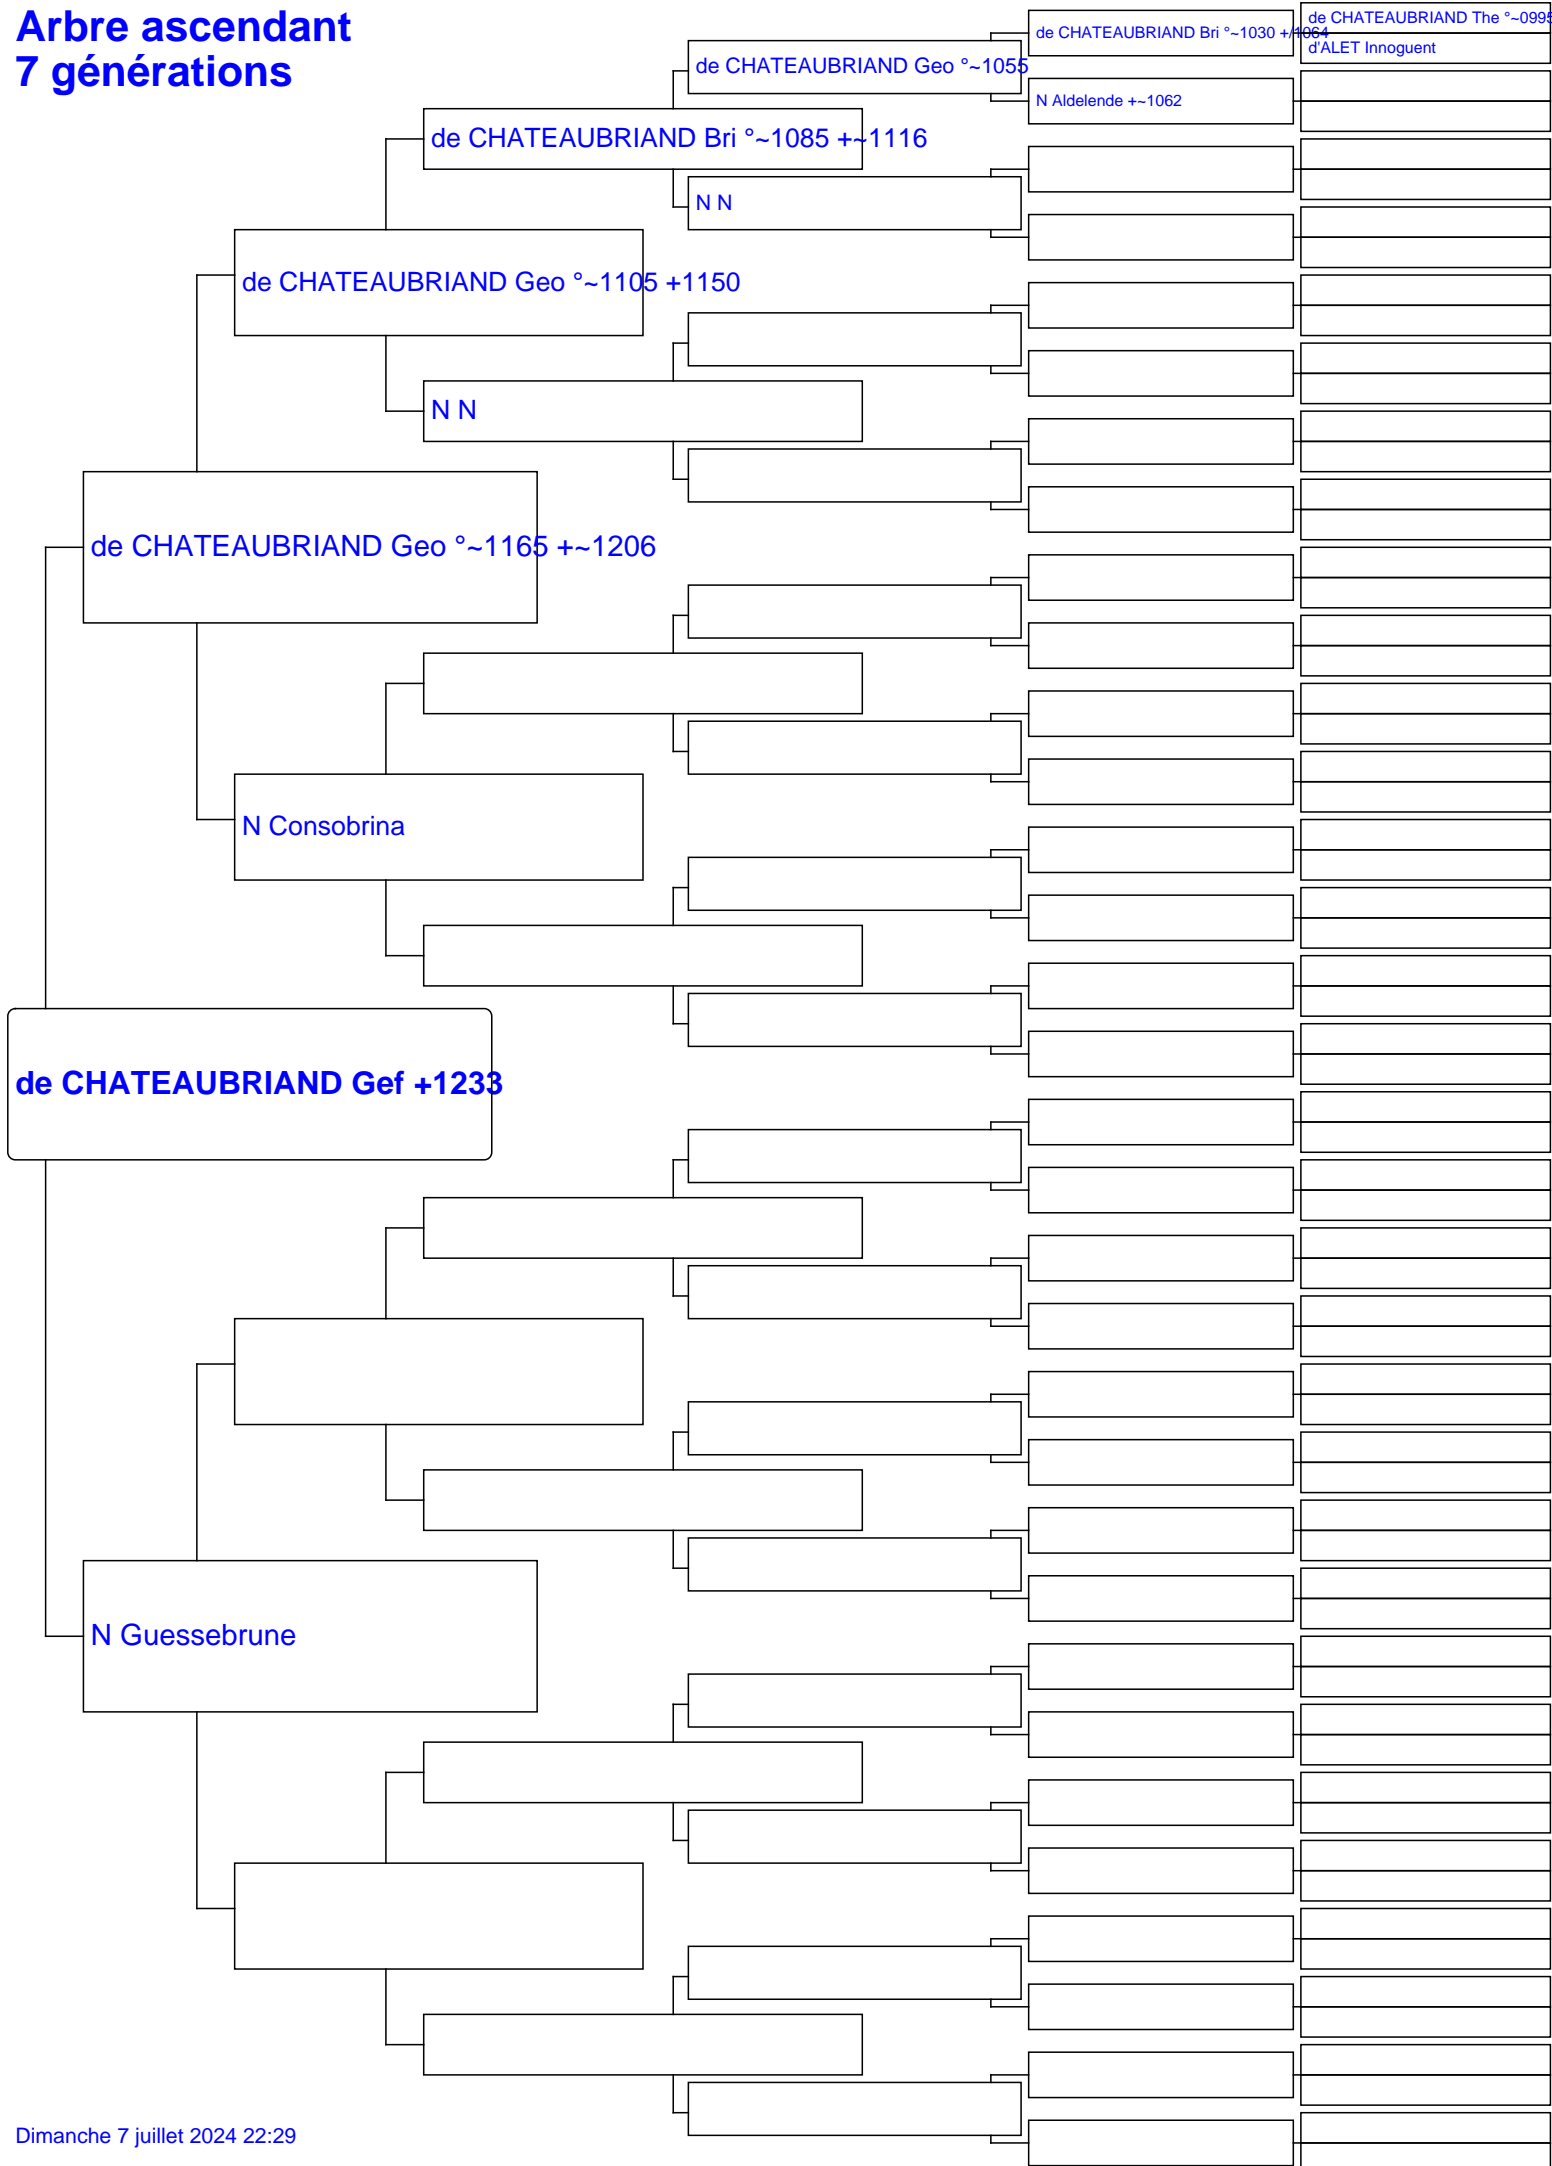 Arbre ascendant
7 générations
de CHATEAUBRIAND The °~0995
de CHATEAUBRIAND Bri °~1030 +/1064
d'ALET Innoguent
de CHATEAUBRIAND Geo °~1055
N Aldelende +~1062
de CHATEAUBRIAND Bri °~1085 +~1116
N N
de CHATEAUBRIAND Geo °~1105 +1150
N N
de CHATEAUBRIAND Geo °~1165 +~1206
N Consobrina
de CHATEAUBRIAND Gef +1233
N Guessebrune
Dimanche 7 juillet 2024 22:29